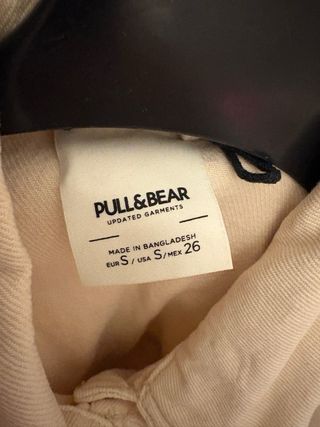 PULL&BEAR
UPDATED GARMENTS
MADE IN BANGLADESH
EUR S / USA S / MEX 26